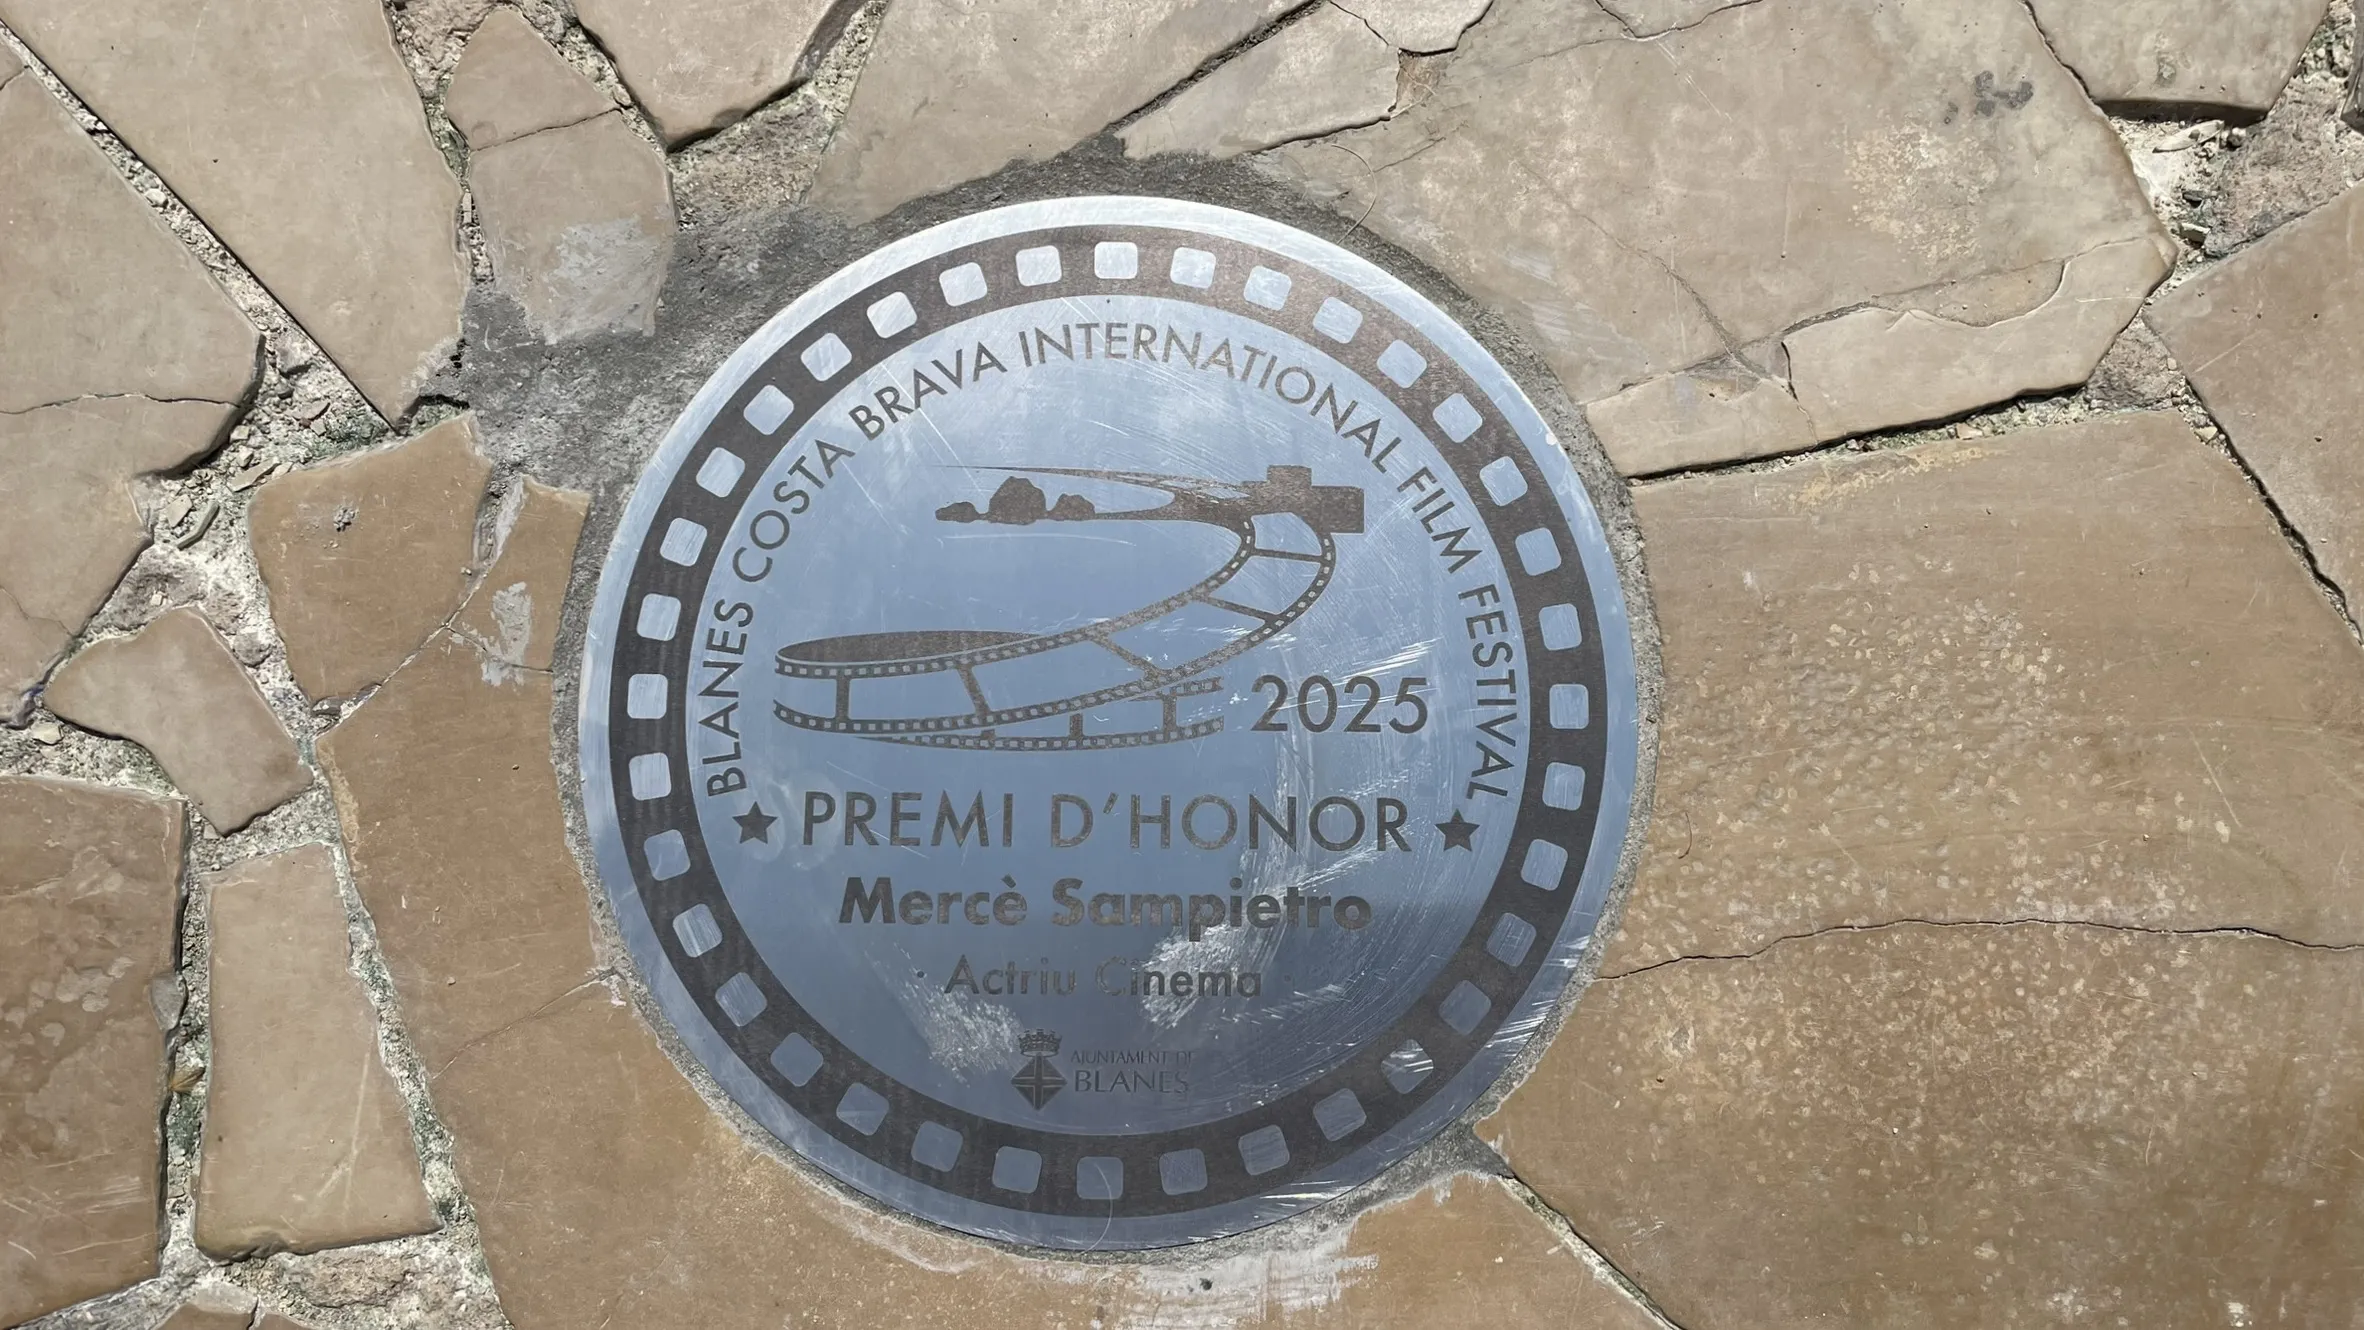 BLANES COSTA BRAVA INTERNATIONAL FILM FESTIVAL
2025
★ PREMI D'HONOR ★
Mercè Sampietro
· Actriu Cinema ·
AJUNTAMENT DE
BLANES